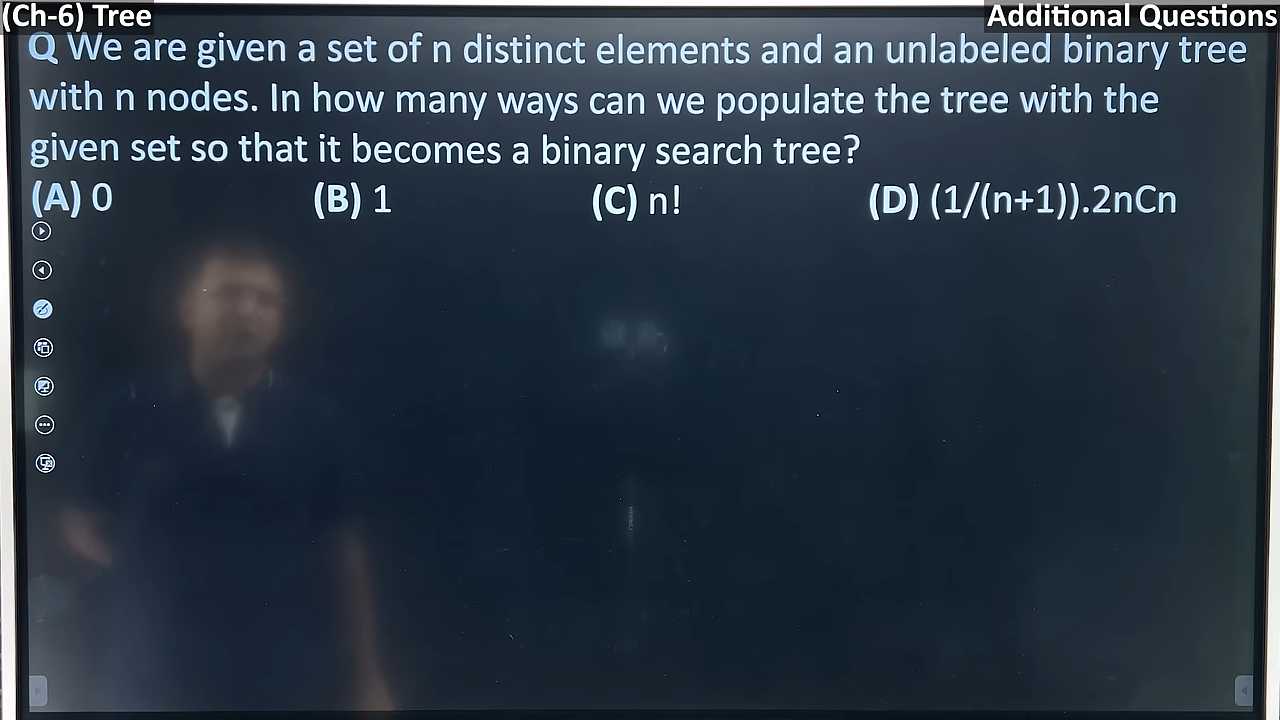 (Ch-6) Tree
Additional Questions
Q We are given a set of n distinct elements and an unlabeled binary tree
with n nodes. In how many ways can we populate the tree with the
given set so that it becomes a binary search tree?
(A) 0 (B) 1 (C) n! (D) (1/(n+1)).2nCn